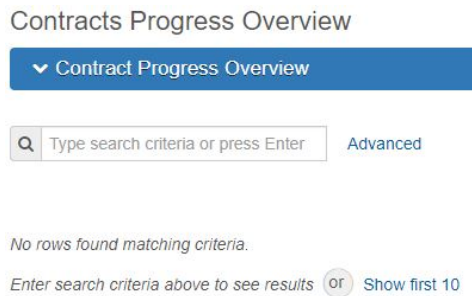 Contracts Progress Overview
Contract Progress Overview
Type search criteria or press Enter Advanced
No rows found matching criteria.
Enter search criteria above to see results or Show first 10